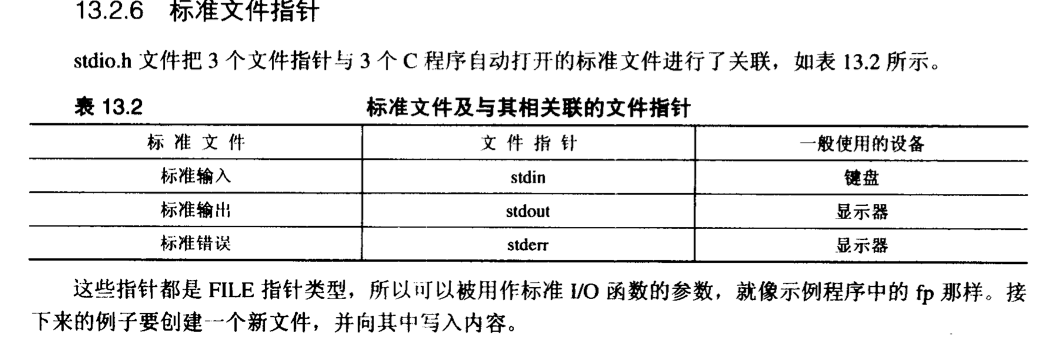 13.2.6 标准文件指针
stdio.h 文件把 3 个文件指针与 3 个 C 程序自动打开的标准文件进行了关联，如表 13.2 所示。
表 13.2 标准文件及与其相关联的文件指针
标准文件 文件指针 一般使用的设备
标准输入 stdin 键盘
标准输出 stdout 显示器
标准错误 stderr 显示器
这些指针都是 FILE 指针类型，所以可以被用作标准 I/O 函数的参数，就像示例程序中的 fp 那样。接
下来的例子要创建一个新文件，并向其中写入内容。